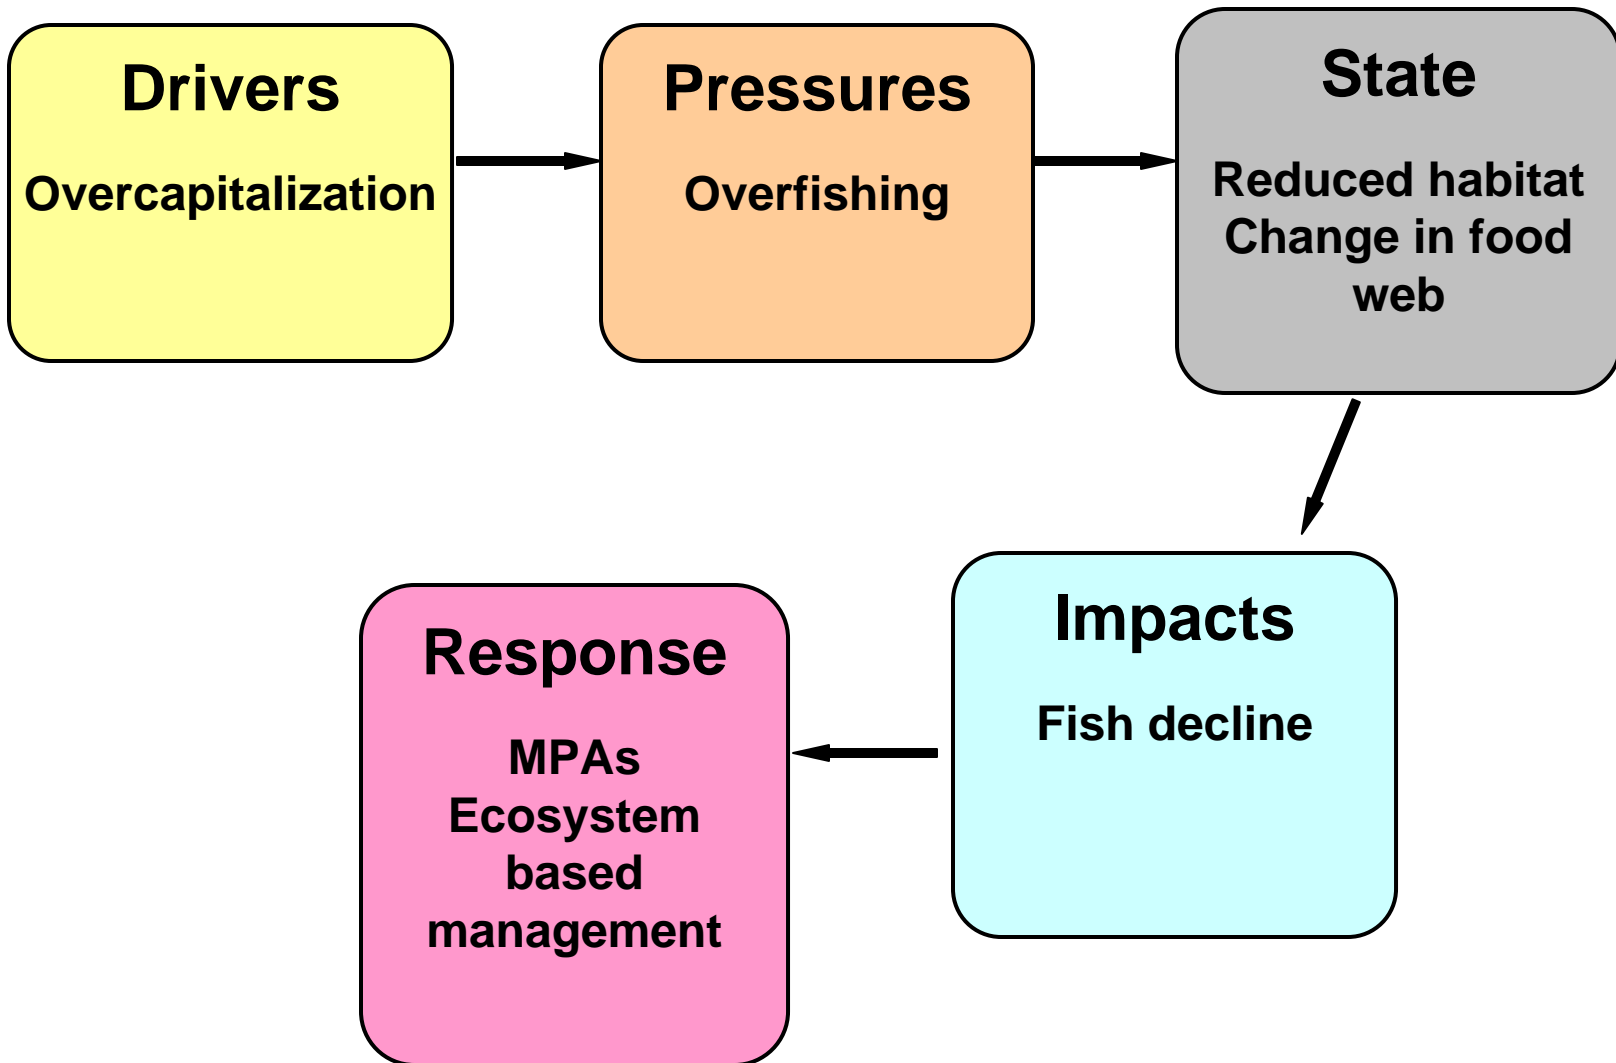 Drivers
Overcapitalization
Pressures
Overfishing
State
Reduced habitat
Change in food
web
Impacts
Fish decline
Response
MPAs
Ecosystem
based
management